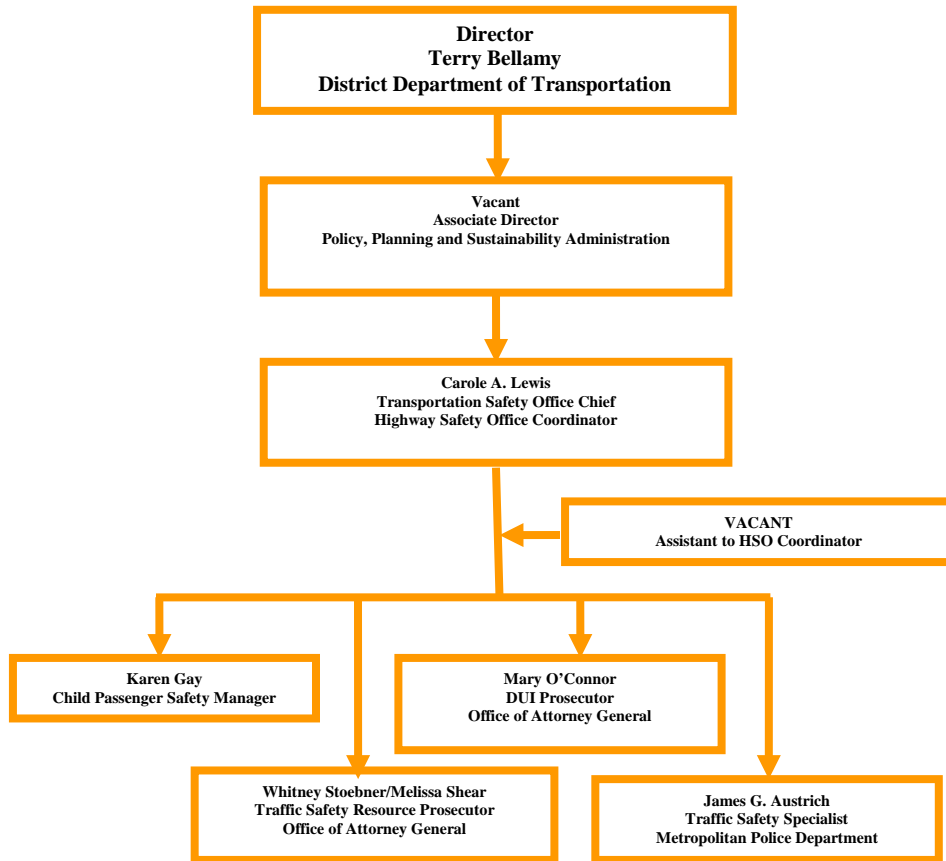 Director
Terry Bellamy
District Department of Transportation
Vacant
Associate Director
Policy, Planning and Sustainability Administration
Carole A. Lewis
Transportation Safety Office Chief
Highway Safety Office Coordinator
VACANT
Assistant to HSO Coordinator
Karen Gay
Child Passenger Safety Manager
Mary O’Connor
DUI Prosecutor
Office of Attorney General
Whitney Stoebner/Melissa Shear
Traffic Safety Resource Prosecutor
Office of Attorney General
James G. Austrich
Traffic Safety Specialist
Metropolitan Police Department